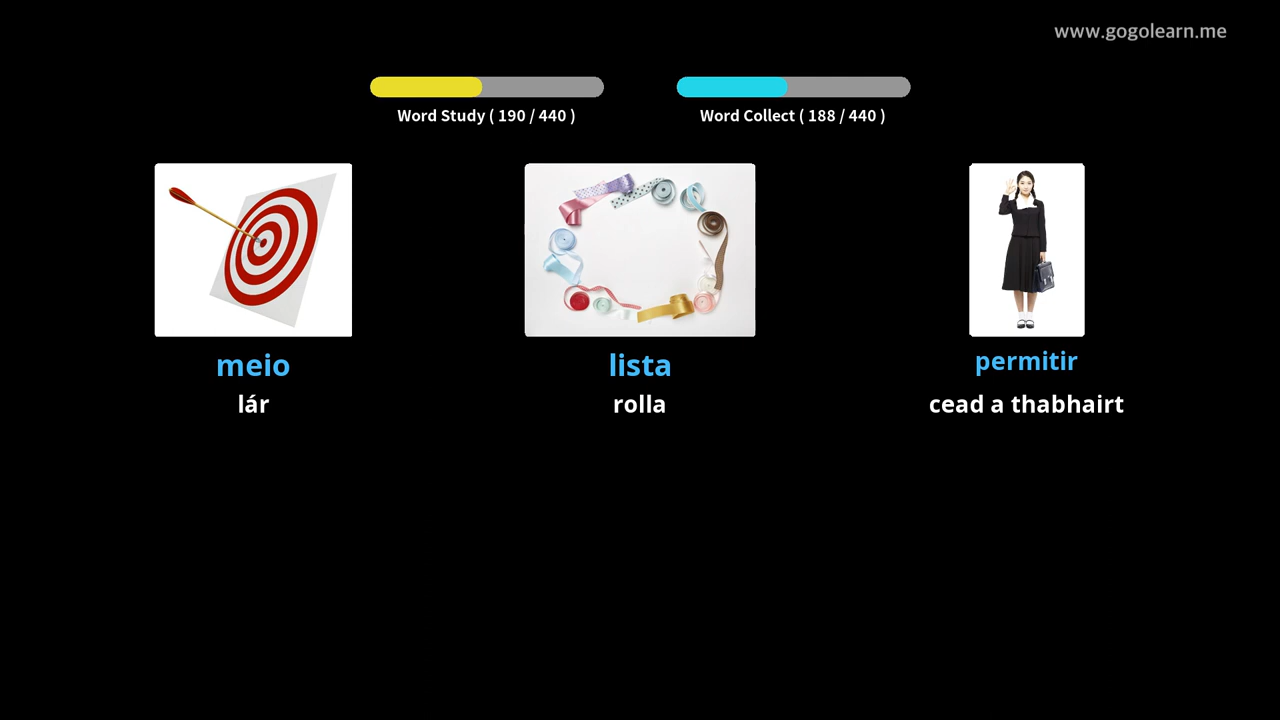 www.gogolearn.me
Word Study ( 190 / 440 )
Word Collect ( 188 / 440 )
meio
lista
permitir
lár
rolla
cead a thabhairt